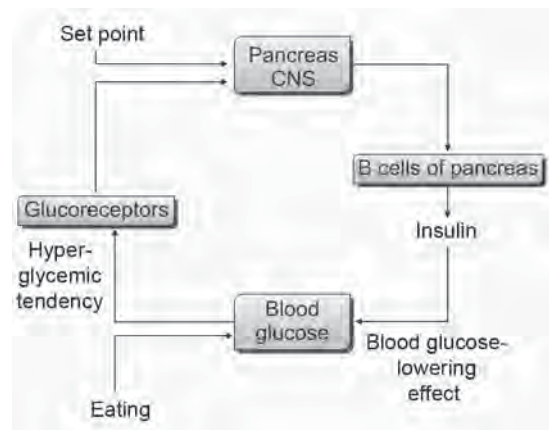 Set point
Pancreas
CNS
B cells of pancreas
Glucoreceptors
Insulin
Hyper-
glycemic
tendency
Blood
glucose
Blood glucose-
lowering
effect
Eating